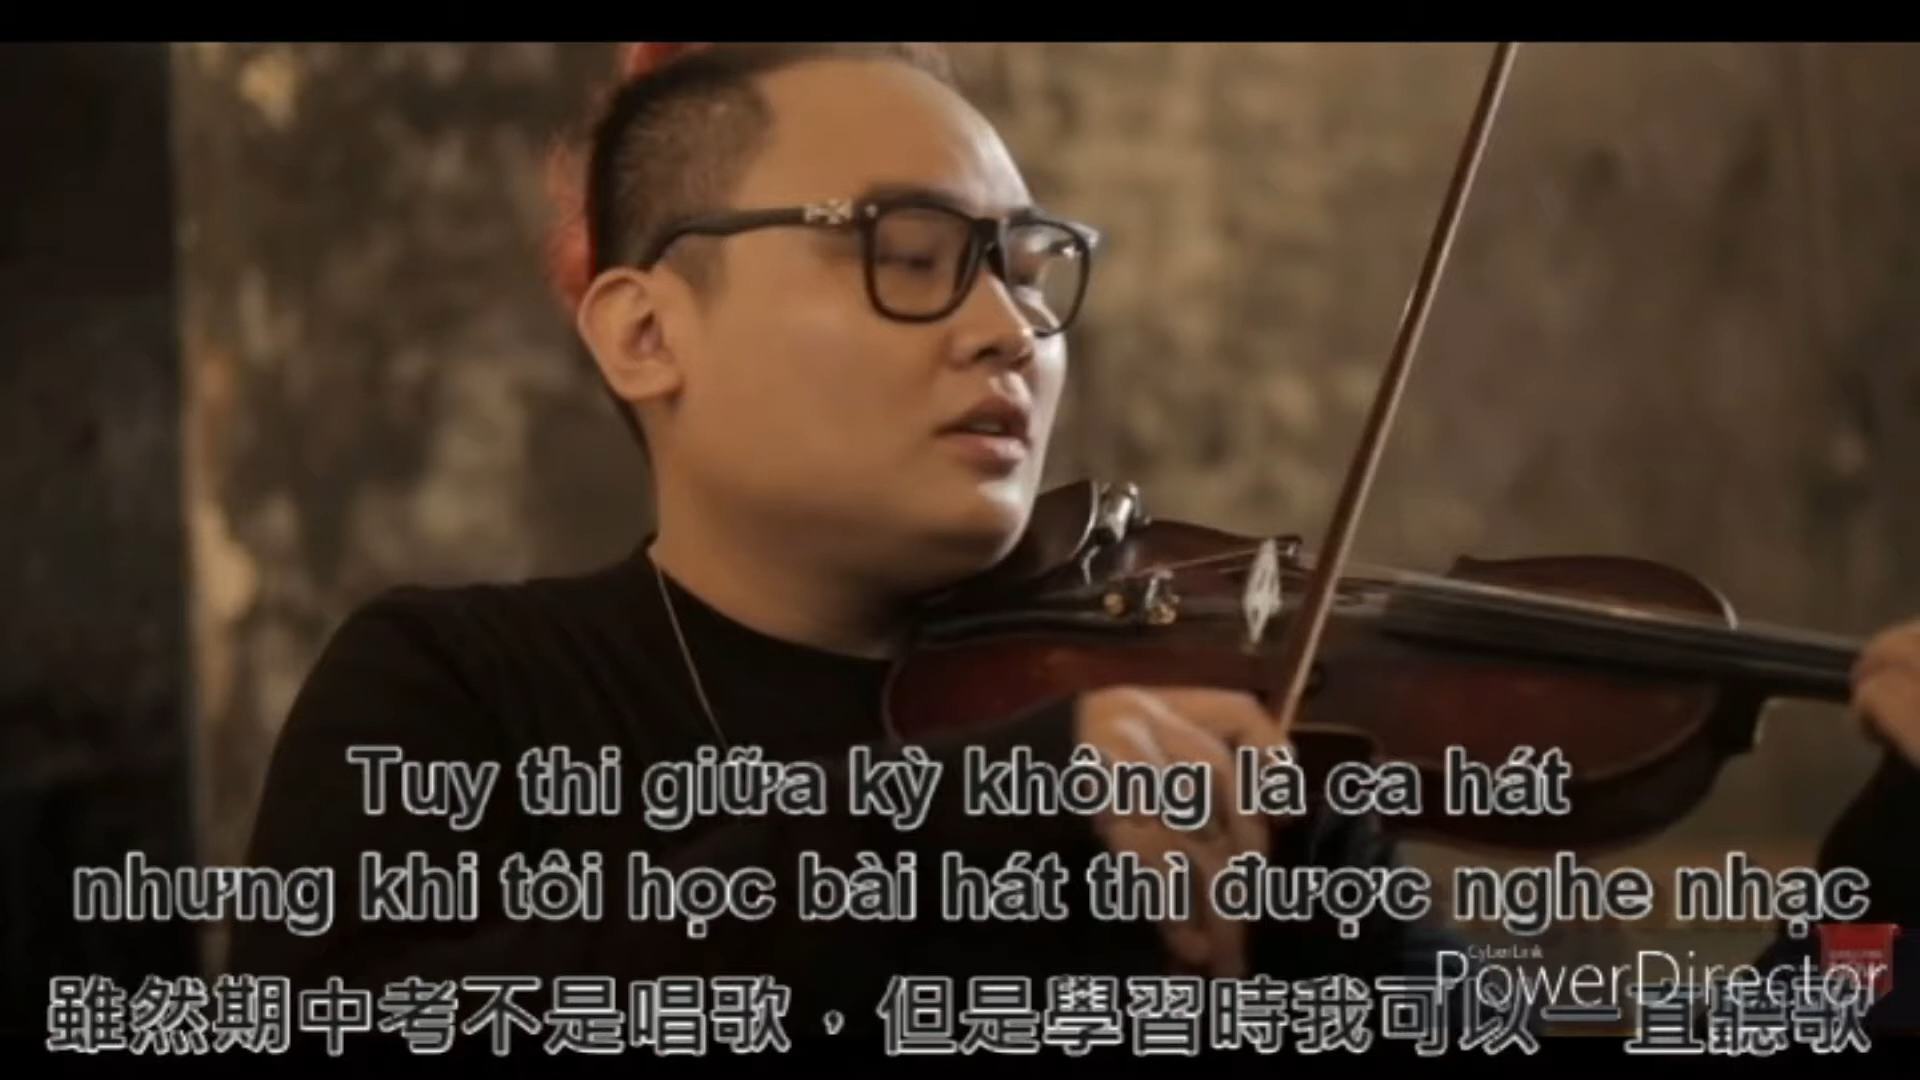 Tuy thi giữa kỳ không là ca hát
nhưng khi tôi học bài hát thì được nghe nhạc
CyberLink
PowerDirector
雖然期中考不是唱歌，但是學習時我可以一直聽歌